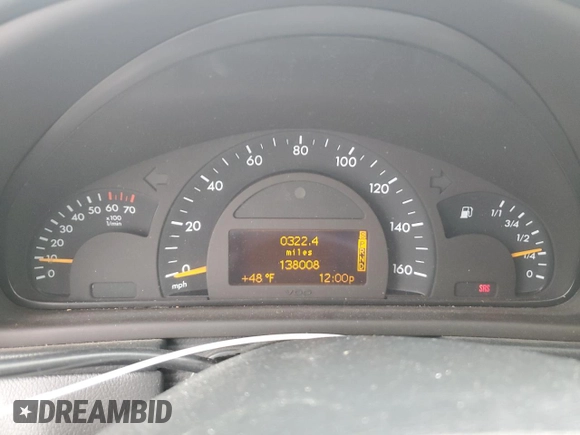 0 10 20 30 40 50 60 70
x100
1/min
0 20 40 60 80 100 120 140 160
mph
0322.4
miles
138008
+48 °F 12:00p
1/1 3/4 1/2 1/4 0
SRS
DREAMBID